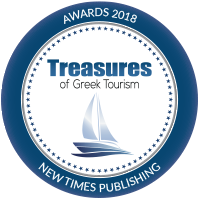 AWARDS 2018
Treasures
of Greek Tourism
NEW TIMES PUBLISHING